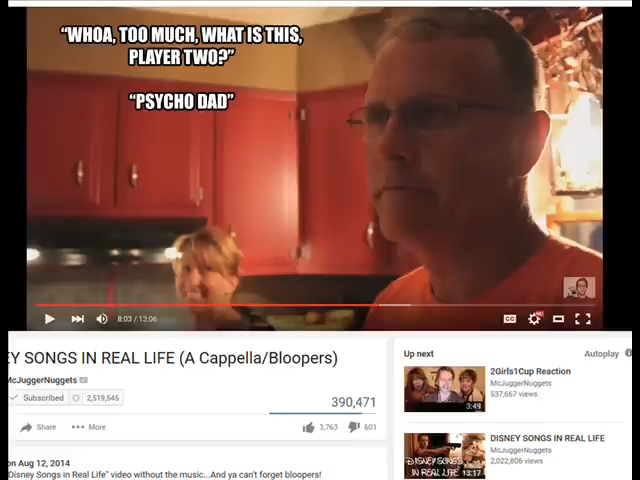 “WHOA, TOO MUCH, WHAT IS THIS,
PLAYER TWO?”
“PSYCHO DAD”
8:03 / 13:06
CC
HD
EY SONGS IN REAL LIFE (A Cappella/Bloopers)
McJuggerNuggets
Subscribed 2,519,545
390,471
Share More 3,763 601
on Aug 12, 2014
"Disney Songs in Real Life" video without the music...And ya can't forget bloopers!
Up next Autoplay
2Girls1Cup Reaction
McJuggerNuggets
537,667 views
3:49
DISNEY SONGS IN REAL LIFE
McJuggerNuggets
2,022,806 views
DISNEY SONGS
IN REAL LIFE 13:17